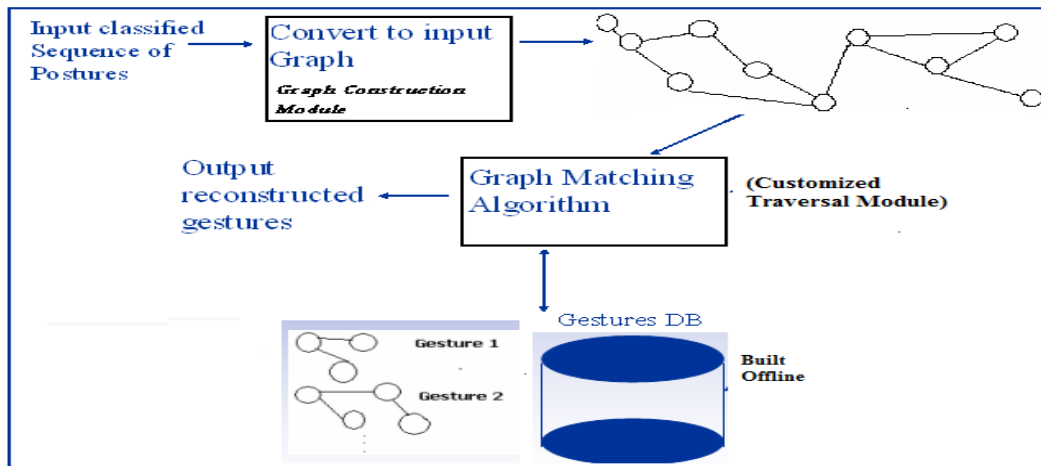 Input classified
Sequence of
Postures
Convert to input
Graph
Graph Construction
Module
Output
reconstructed
gestures
Graph Matching
Algorithm
(Customized
Traversal Module)
Gestures DB
Gesture 1
Gesture 2
Built
Offline